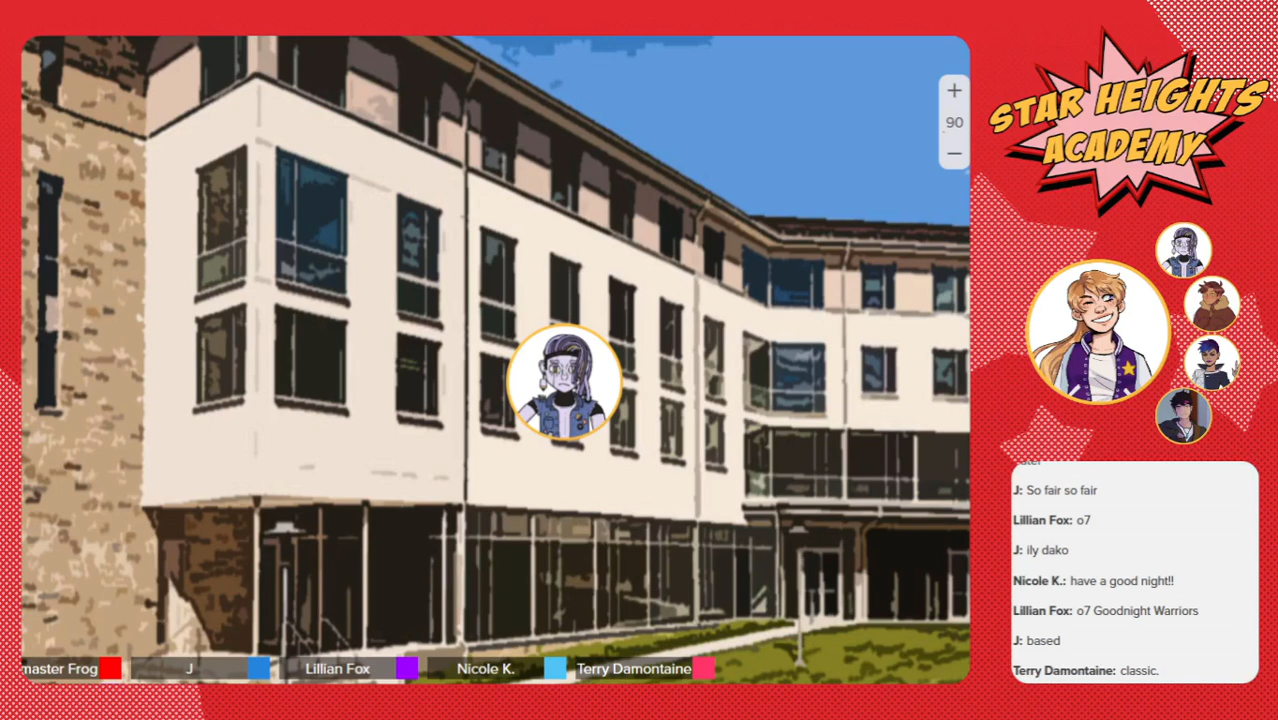 STAR HEIGHTS
ACADEMY
+
90
−
J: So fair so fair
Lillian Fox: o7
J: ily dako
Nicole K.: have a good night!!
Lillian Fox: o7 Goodnight Warriors
J: based
Terry Damontaine: classic.
master Frog
J
Lillian Fox
Nicole K.
Terry Damontaine